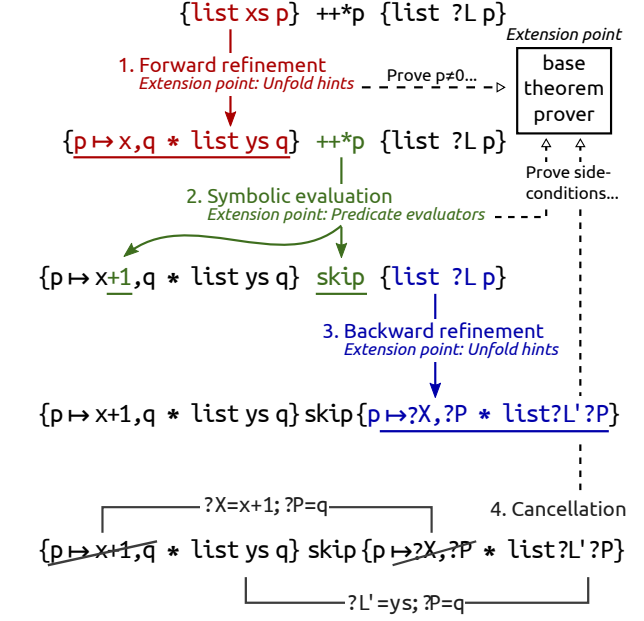 {list xs p} ++*p {list ?L p}
Extension point
base
theorem
prover
1. Forward refinement
Extension point: Unfold hints
Prove p≠0...
{p ↦ x,q * list ys q} ++*p {list ?L p}
Prove side-
conditions...
2. Symbolic evaluation
Extension point: Predicate evaluators
{p ↦ x+1,q * list ys q} skip {list ?L p}
3. Backward refinement
Extension point: Unfold hints
{p ↦ x+1,q * list ys q} skip {p ↦?X,?P * list?L'?P}
?X=x+1; ?P=q
4. Cancellation
{p ↦ x+1,q * list ys q} skip {p ↦?X,?P * list?L'?P}
?L'=ys; ?P=q